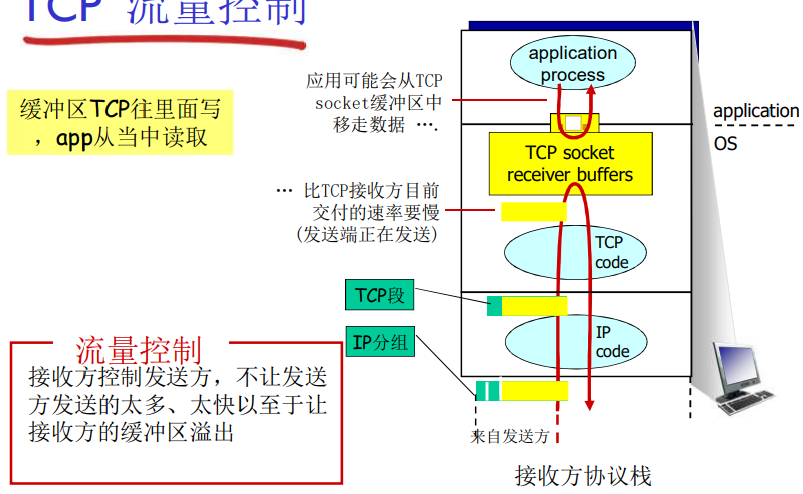 TCP 流量控制
缓冲区TCP往里面写
，app从当中读取
应用可能会从TCP
socket缓冲区中
移走数据 ….
… 比TCP接收方目前
交付的速率要慢
(发送端正在发送)
TCP段
IP分组
流量控制
接收方控制发送方，不让发送
方发送的太多、太快以至于让
接收方的缓冲区溢出
application
process
TCP socket
receiver buffers
TCP
code
IP
code
application
OS
来自发送方
接收方协议栈